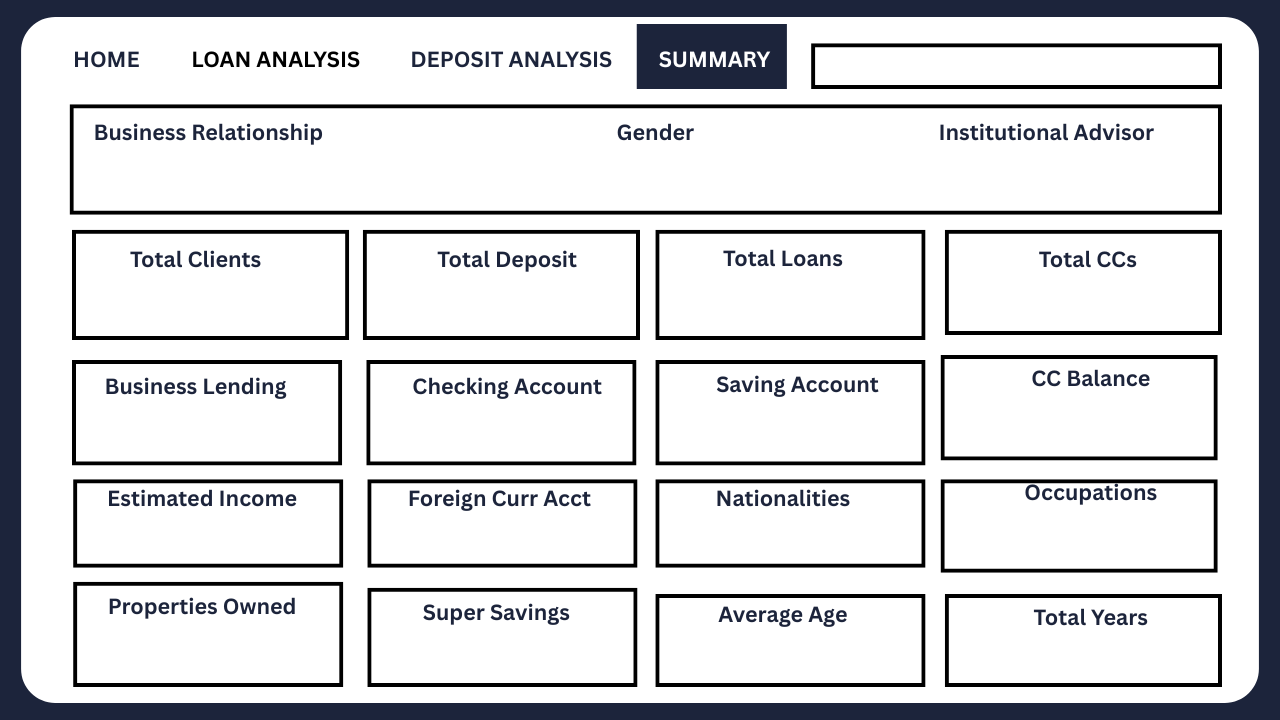 HOME LOAN ANALYSIS DEPOSIT ANALYSIS SUMMARY
Business Relationship Gender Institutional Advisor
Total Clients Total Deposit Total Loans Total CCs
Business Lending Checking Account Saving Account CC Balance
Estimated Income Foreign Curr Acct Nationalities Occupations
Properties Owned Super Savings Average Age Total Years